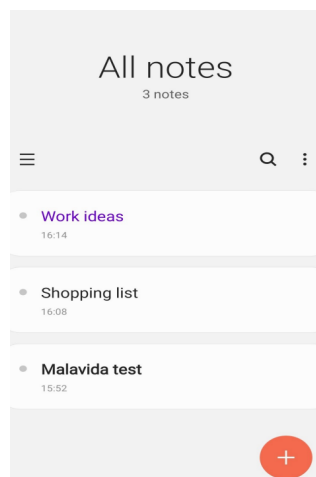 All notes
3 notes
Work ideas
16:14
Shopping list
16:08
Malavida test
15:52